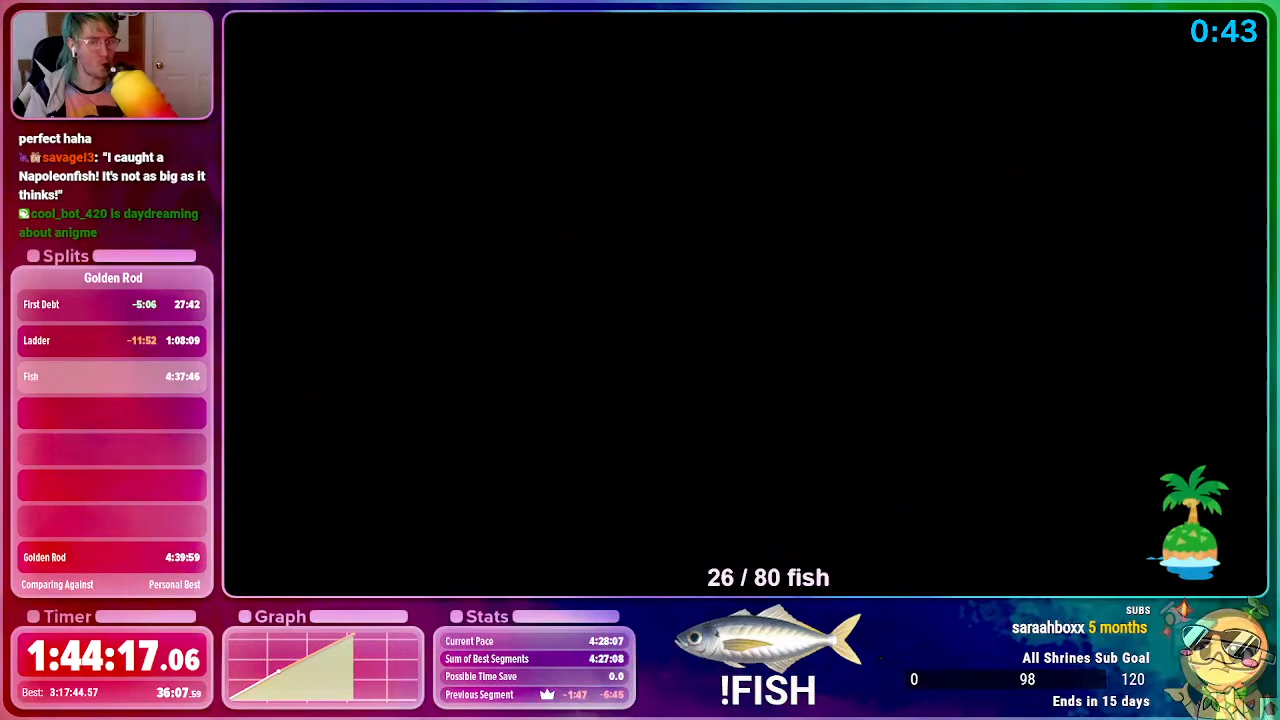 0:43
perfect haha
savagel3: "I caught a
Napoleonfish! It's not as big as it
thinks!"
cool_bot_420 is daydreaming
about anigme
Splits
Golden Rod
First Debt -5:06 27:42
Ladder -11:52 1:08:09
Fish 4:37:46
Golden Rod 4:39:59
Comparing Against Personal Best
26 / 80 fish
Timer
1:44:17.06
Best: 3:17:44.57 36:07.59
Graph
Stats
Current Pace 4:28:07
Sum of Best Segments 4:27:08
Possible Time Save 0.0
Previous Segment -1:47 -6:45
!FISH
SUBS
saraahboxx 5 months
All Shrines Sub Goal
0 98 120
Ends in 15 days